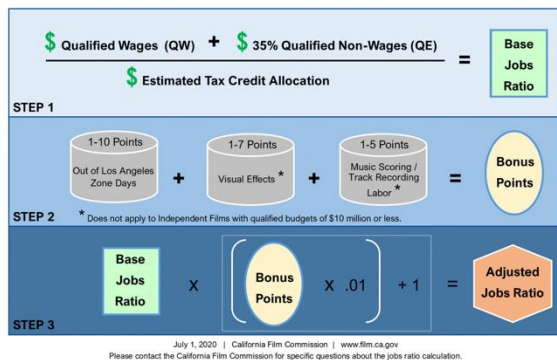 $ Qualified Wages (QW) + $ 35% Qualified Non-Wages (QE)
$ Estimated Tax Credit Allocation
=
Base
Jobs
Ratio
STEP 1
1-10 Points
Out of Los Angeles
Zone Days
+
1-7 Points
Visual Effects *
+
1-5 Points
Music Scoring /
Track Recording
Labor *
=
Bonus
Points
STEP 2
* Does not apply to Independent Films with qualified budgets of $10 million or less.
Base
Jobs
Ratio
x
Bonus
Points
x .01
+ 1
=
Adjusted
Jobs Ratio
STEP 3
July 1, 2020 | California Film Commission | www.film.ca.gov
Please contact the California Film Commission for specific questions about the jobs ratio calculation.